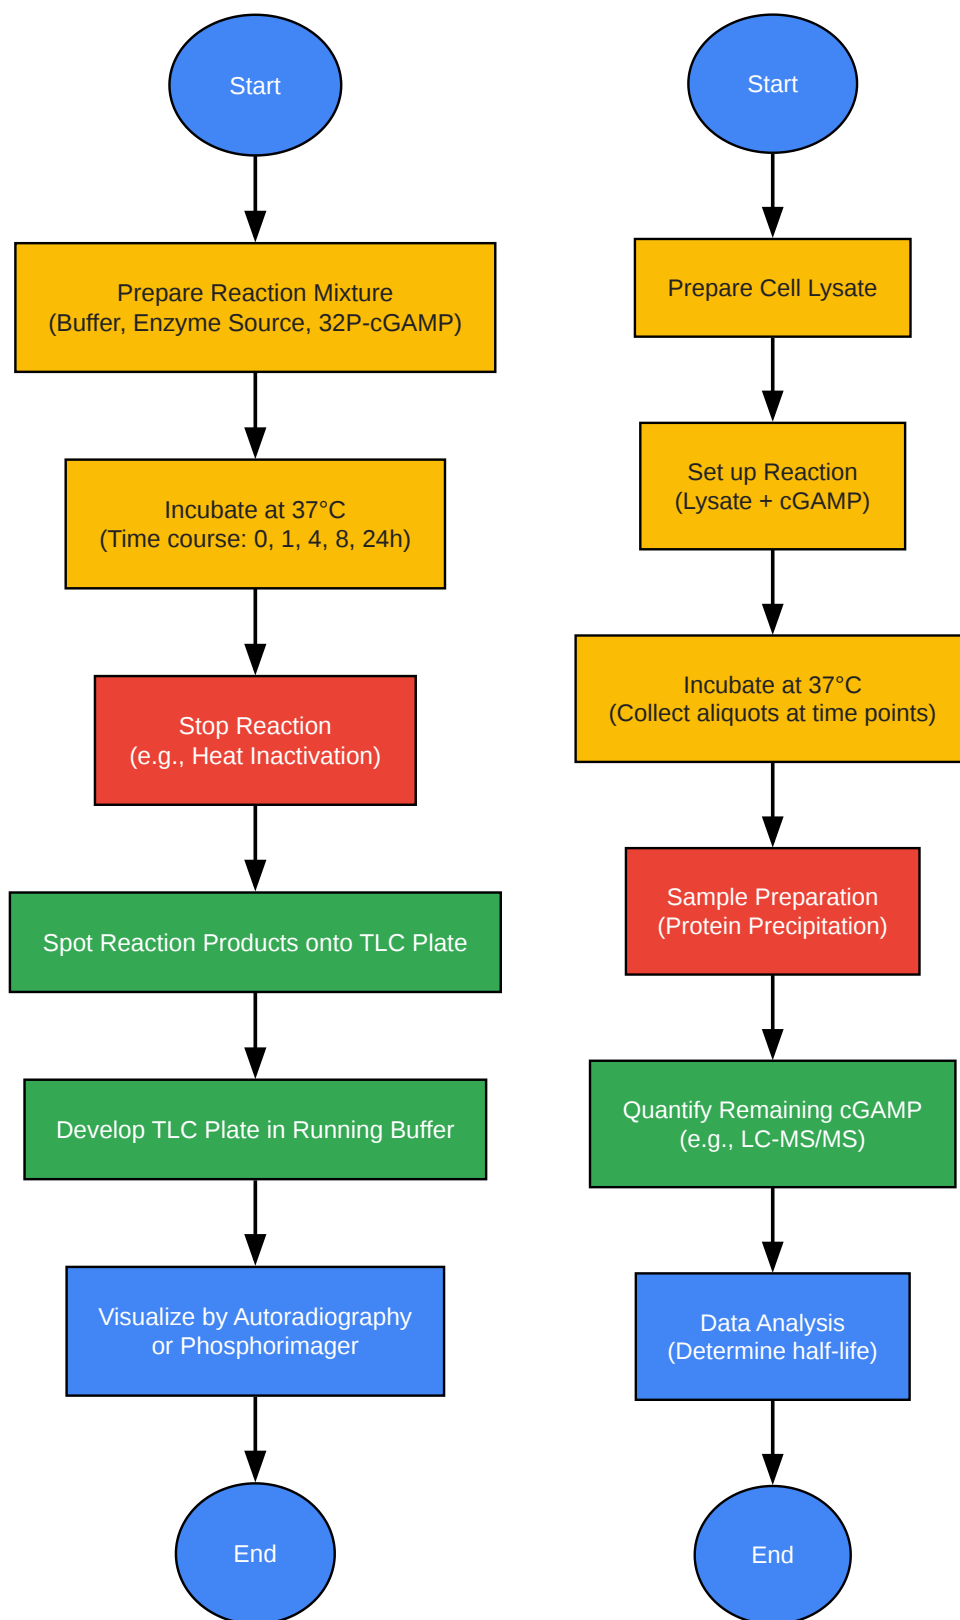 Start
Prepare Reaction Mixture
(Buffer, Enzyme Source, 32P-cGAMP)
Incubate at 37°C
(Time course: 0, 1, 4, 8, 24h)
Stop Reaction
(e.g., Heat Inactivation)
Spot Reaction Products onto TLC Plate
Develop TLC Plate in Running Buffer
Visualize by Autoradiography
or Phosphorimager
End
Start
Prepare Cell Lysate
Set up Reaction
(Lysate + cGAMP)
Incubate at 37°C
(Collect aliquots at time points)
Sample Preparation
(Protein Precipitation)
Quantify Remaining cGAMP
(e.g., LC-MS/MS)
Data Analysis
(Determine half-life)
End